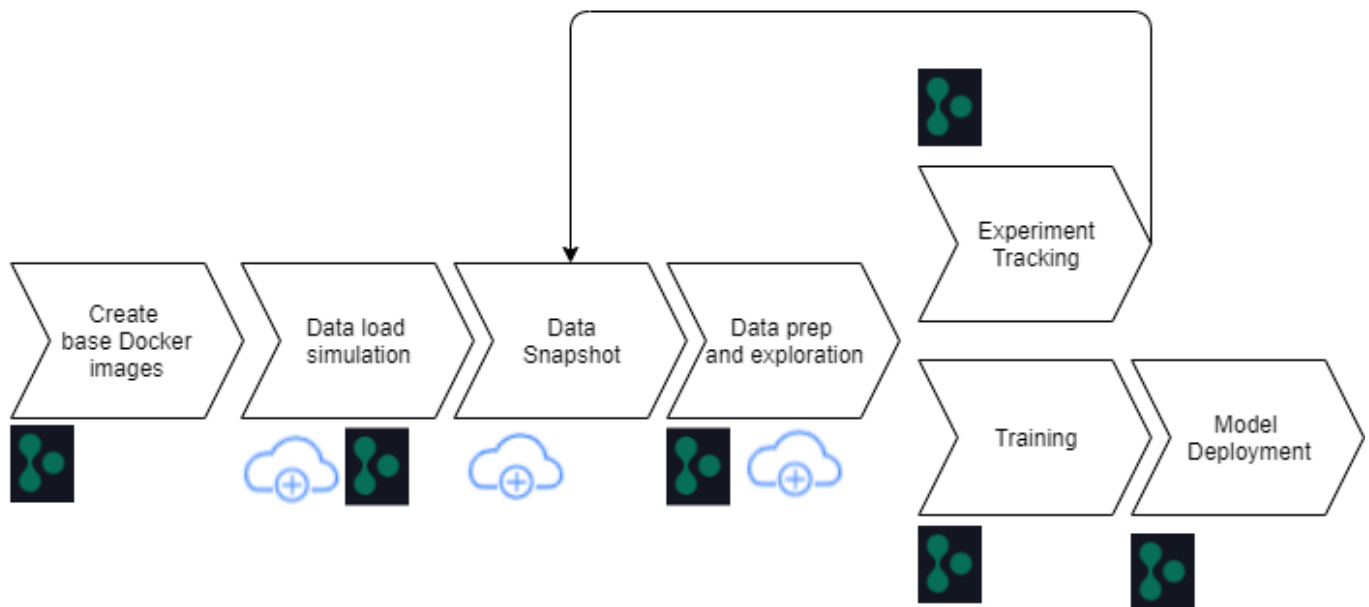 Create
base Docker
images
Data load
simulation
Data
Snapshot
Data prep
and exploration
Experiment
Tracking
Training
Model
Deployment